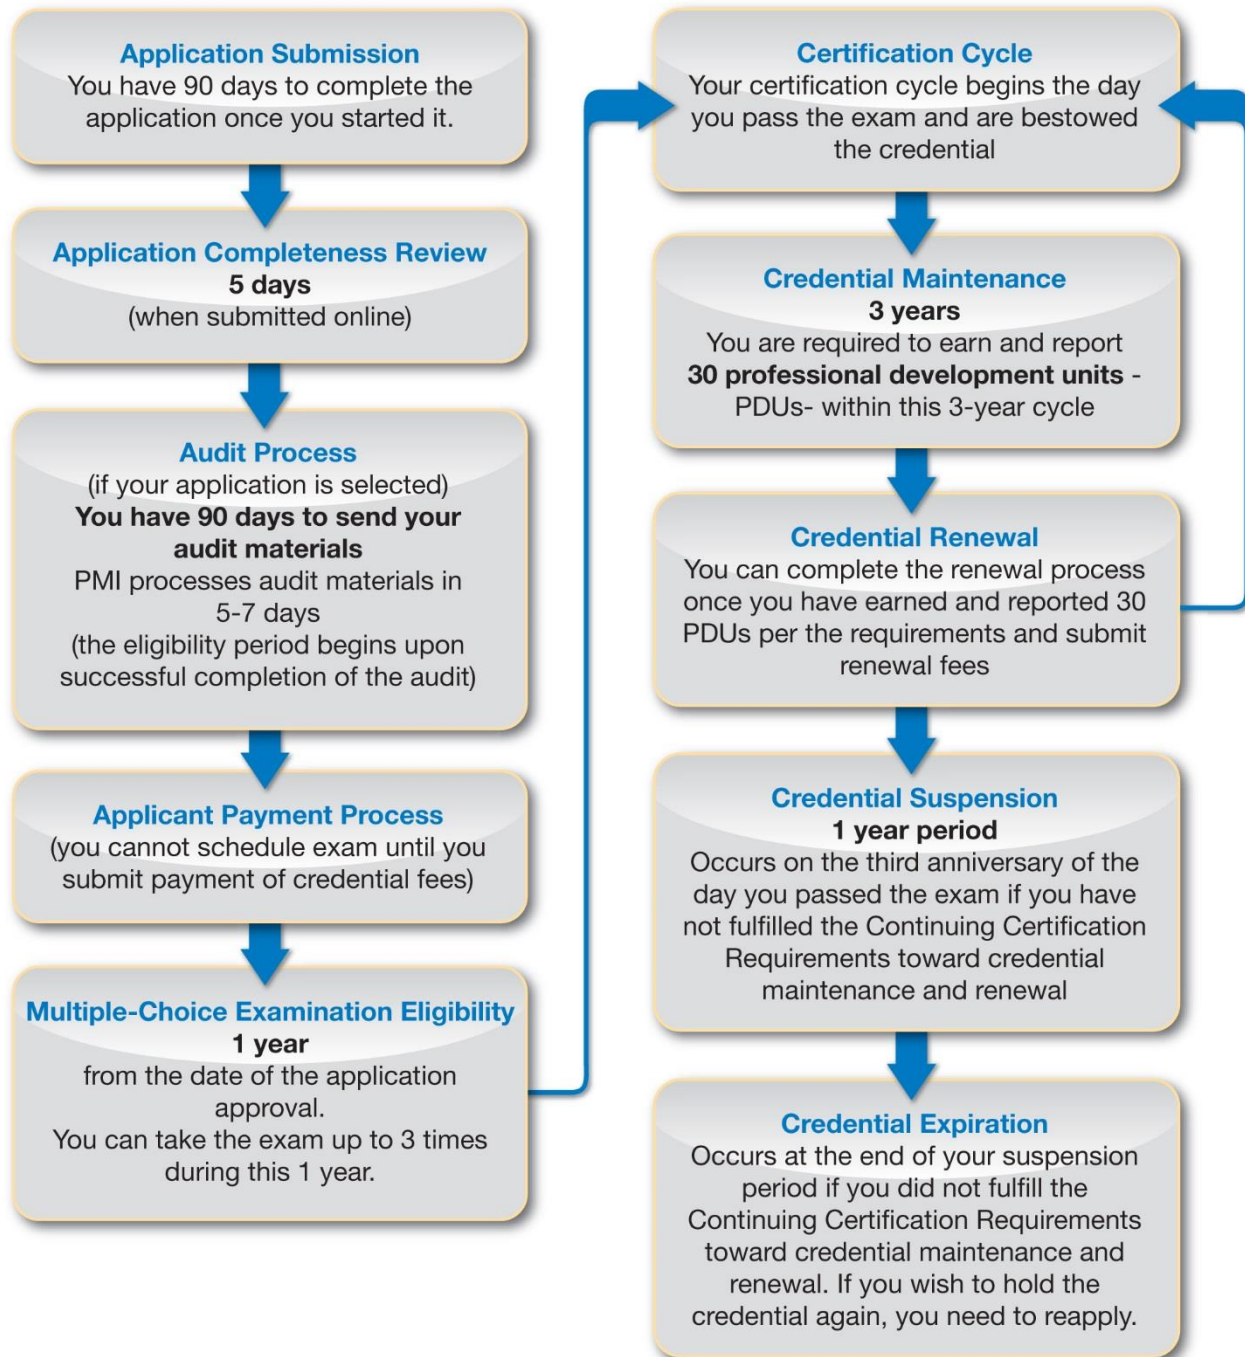 Application Submission
You have 90 days to complete the
application once you started it.
Application Completeness Review
5 days
(when submitted online)
Audit Process
(if your application is selected)
You have 90 days to send your
audit materials
PMI processes audit materials in
5-7 days
(the eligibility period begins upon
successful completion of the audit)
Applicant Payment Process
(you cannot schedule exam until you
submit payment of credential fees)
Multiple-Choice Examination Eligibility
1 year
from the date of the application
approval.
You can take the exam up to 3 times
during this 1 year.
Certification Cycle
Your certification cycle begins the day
you pass the exam and are bestowed
the credential
Credential Maintenance
3 years
You are required to earn and report
30 professional development units -
PDUs- within this 3-year cycle
Credential Renewal
You can complete the renewal process
once you have earned and reported 30
PDUs per the requirements and submit
renewal fees
Credential Suspension
1 year period
Occurs on the third anniversary of the
day you passed the exam if you have
not fulfilled the Continuing Certification
Requirements toward credential
maintenance and renewal
Credential Expiration
Occurs at the end of your suspension
period if you did not fulfill the
Continuing Certification Requirements
toward credential maintenance and
renewal. If you wish to hold the
credential again, you need to reapply.